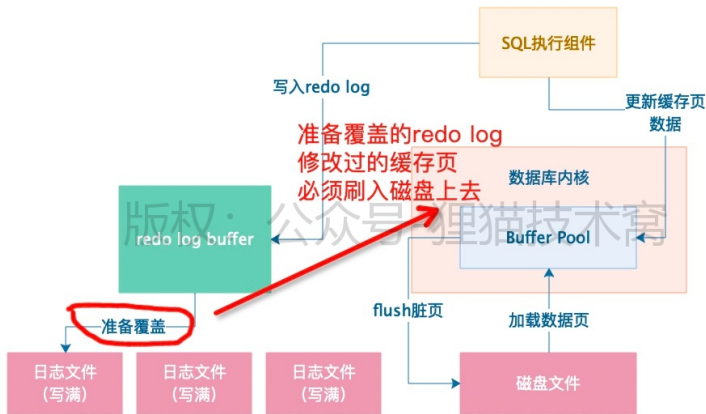 SQL执行组件
写入redo log
更新缓存页
数据
准备覆盖的redo log
修改过的缓存页
必须刷入磁盘上去
数据库内核
版权：公众号-狸猫技术窝
redo log buffer
Buffer Pool
准备覆盖
flush脏页
加载数据页
日志文件
（写满）
日志文件
（写满）
日志文件
（写满）
磁盘文件